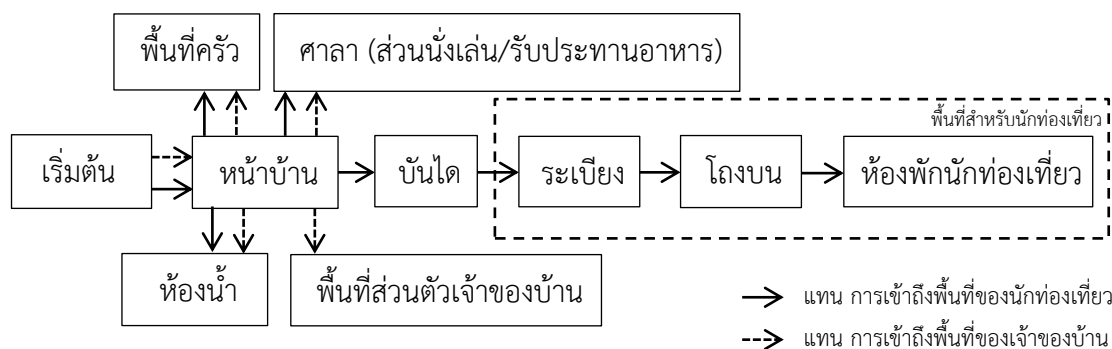 พื้นที่ครัว
ศาลา (ส่วนนั่งเล่น/รับประทานอาหาร)
พื้นที่สำหรับนักท่องเที่ยว
เริ่มต้น
หน้าบ้าน
บันได
ระเบียง
โถงบน
ห้องพักนักท่องเที่ยว
ห้องน้ำ
พื้นที่ส่วนตัวเจ้าของบ้าน
แทน การเข้าถึงพื้นที่ของนักท่องเที่ยว
แทน การเข้าถึงพื้นที่ของเจ้าของบ้าน